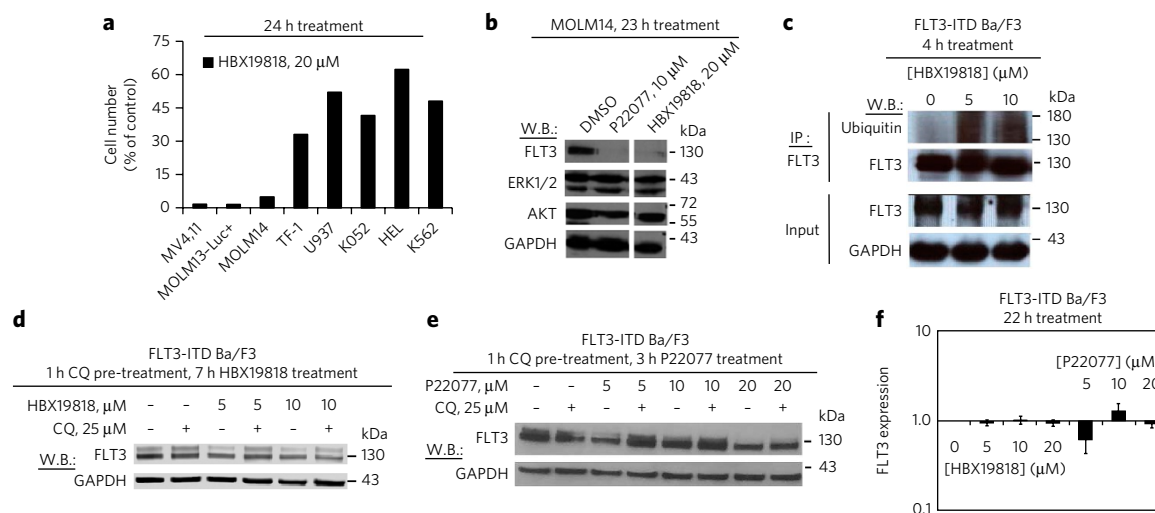 a
24 h treatment
75
60
45
30
15
0
Cell number
(% of control)
HBX19818, 20 μM
MV4,11
MOLM13-Luc+
MOLM14
TF-1
U937
K052
HEL
K562
b
MOLM14, 23 h treatment
DMSO
P22077, 10 μM
HBX19818, 20 μM
W.B.:
kDa
FLT3
130
ERK1/2
43
AKT
72
55
GAPDH
43
c
FLT3-ITD Ba/F3
4 h treatment
[HBX19818] (μM)
W.B.: 0 5 10 kDa
IP :
FLT3
Ubiquitin
180
130
FLT3
130
Input
FLT3
130
GAPDH
43
d
FLT3-ITD Ba/F3
1 h CQ pre-treatment, 7 h HBX19818 treatment
HBX19818, μM – – 5 5 10 10
CQ, 25 μM – + – + – +
kDa
W.B.:
FLT3
130
GAPDH
43
e
FLT3-ITD Ba/F3
1 h CQ pre-treatment, 3 h P22077 treatment
P22077, μM – – 5 5 10 10 20 20
CQ, 25 μM – + – + – + – +
kDa
W.B.:
FLT3
130
GAPDH
43
f
FLT3-ITD Ba/F3
22 h treatment
10
1.0
0.1
FLT3 expression
[P22077] (μM
5 10 20
0 5 10 20
[HBX19818] (μM)